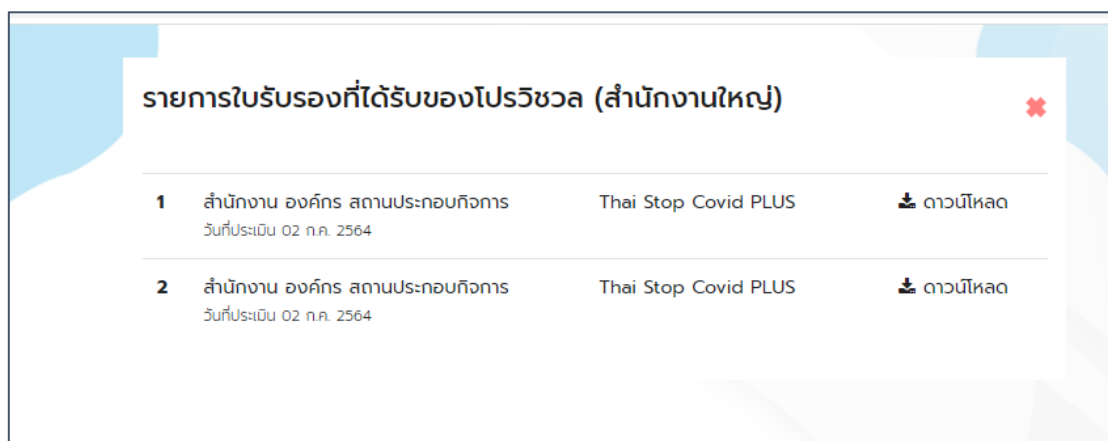 รายการใบรับรองที่ได้รับของโปรวิชวล (สำนักงานใหญ่)
1 สำนักงาน องค์กร สถานประกอบกิจการ Thai Stop Covid PLUS ดาวน์โหลด
วันที่ประเมิน 02 ก.ค. 2564
2 สำนักงาน องค์กร สถานประกอบกิจการ Thai Stop Covid PLUS ดาวน์โหลด
วันที่ประเมิน 02 ก.ค. 2564